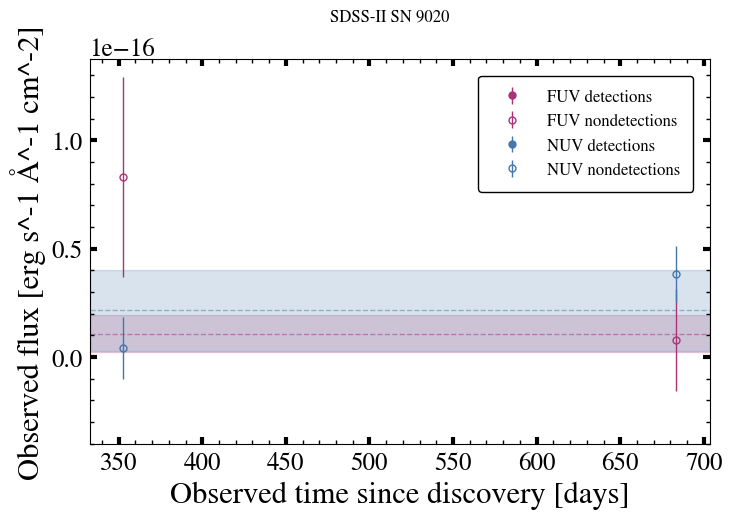 SDSS-II SN 9020
1e−16
1.0
0.5
0.0
Observed flux [erg s^-1 Å^-1 cm^-2]
FUV detections
FUV nondetections
NUV detections
NUV nondetections
350 400 450 500 550 600 650 700
Observed time since discovery [days]